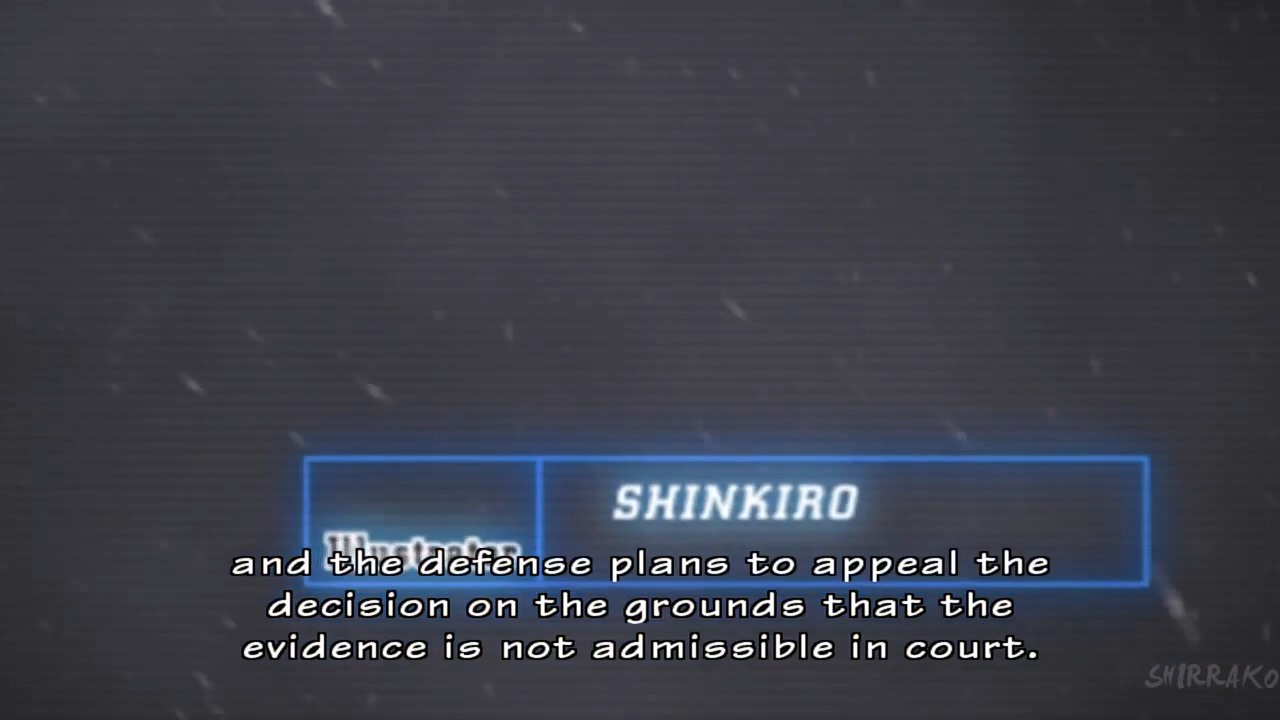 SHINKIRO
Illustrator
and the defense plans to appeal the
decision on the grounds that the
evidence is not admissible in court.
SHIRRAKO